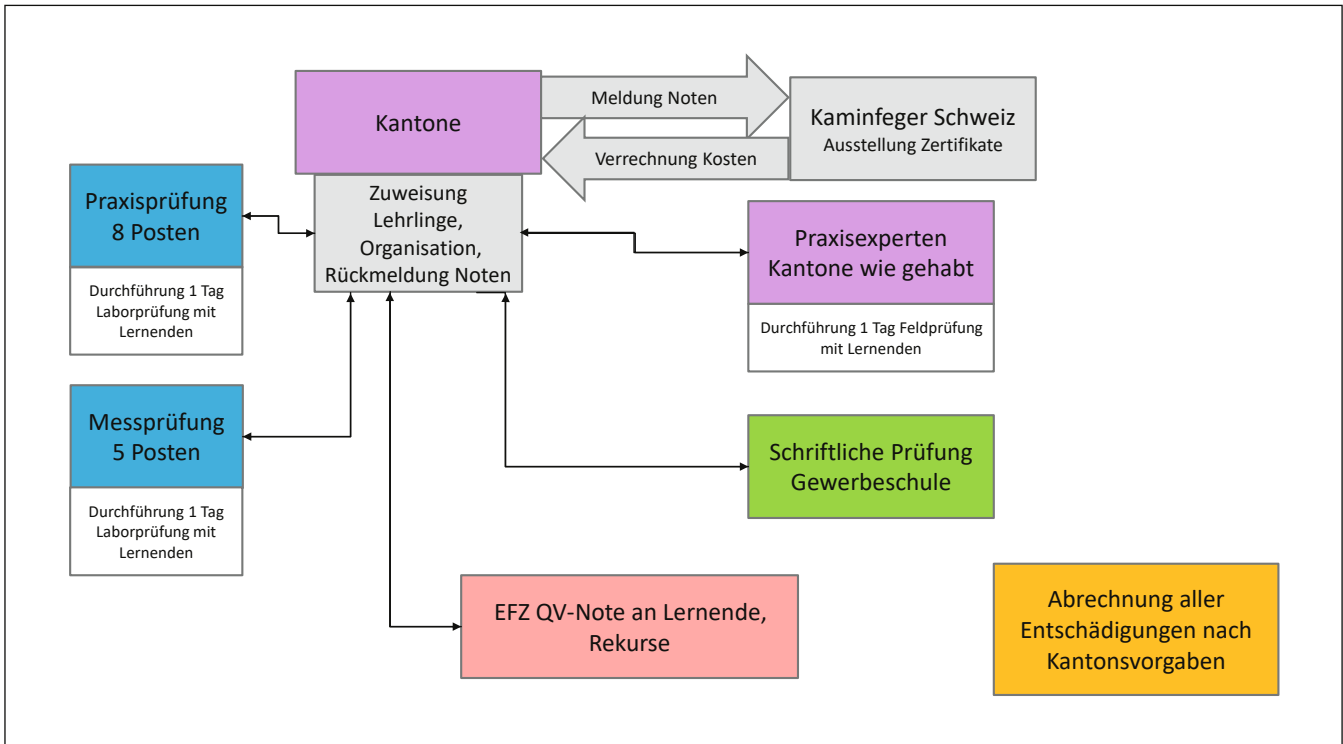 Kantone
Meldung Noten
Verrechnung Kosten
Kaminfeger Schweiz
Ausstellung Zertifikate
Zuweisung
Lehrlinge,
Organisation,
Rückmeldung Noten
Praxisprüfung
8 Posten
Durchführung 1 Tag
Laborprüfung mit
Lernenden
Praxisexperten
Kantone wie gehabt
Durchführung 1 Tag Feldprüfung
mit Lernenden
Messprüfung
5 Posten
Durchführung 1 Tag
Laborprüfung mit
Lernenden
Schriftliche Prüfung
Gewerbeschule
EFZ QV-Note an Lernende,
Rekurse
Abrechnung aller
Entschädigungen nach
Kantonsvorgaben